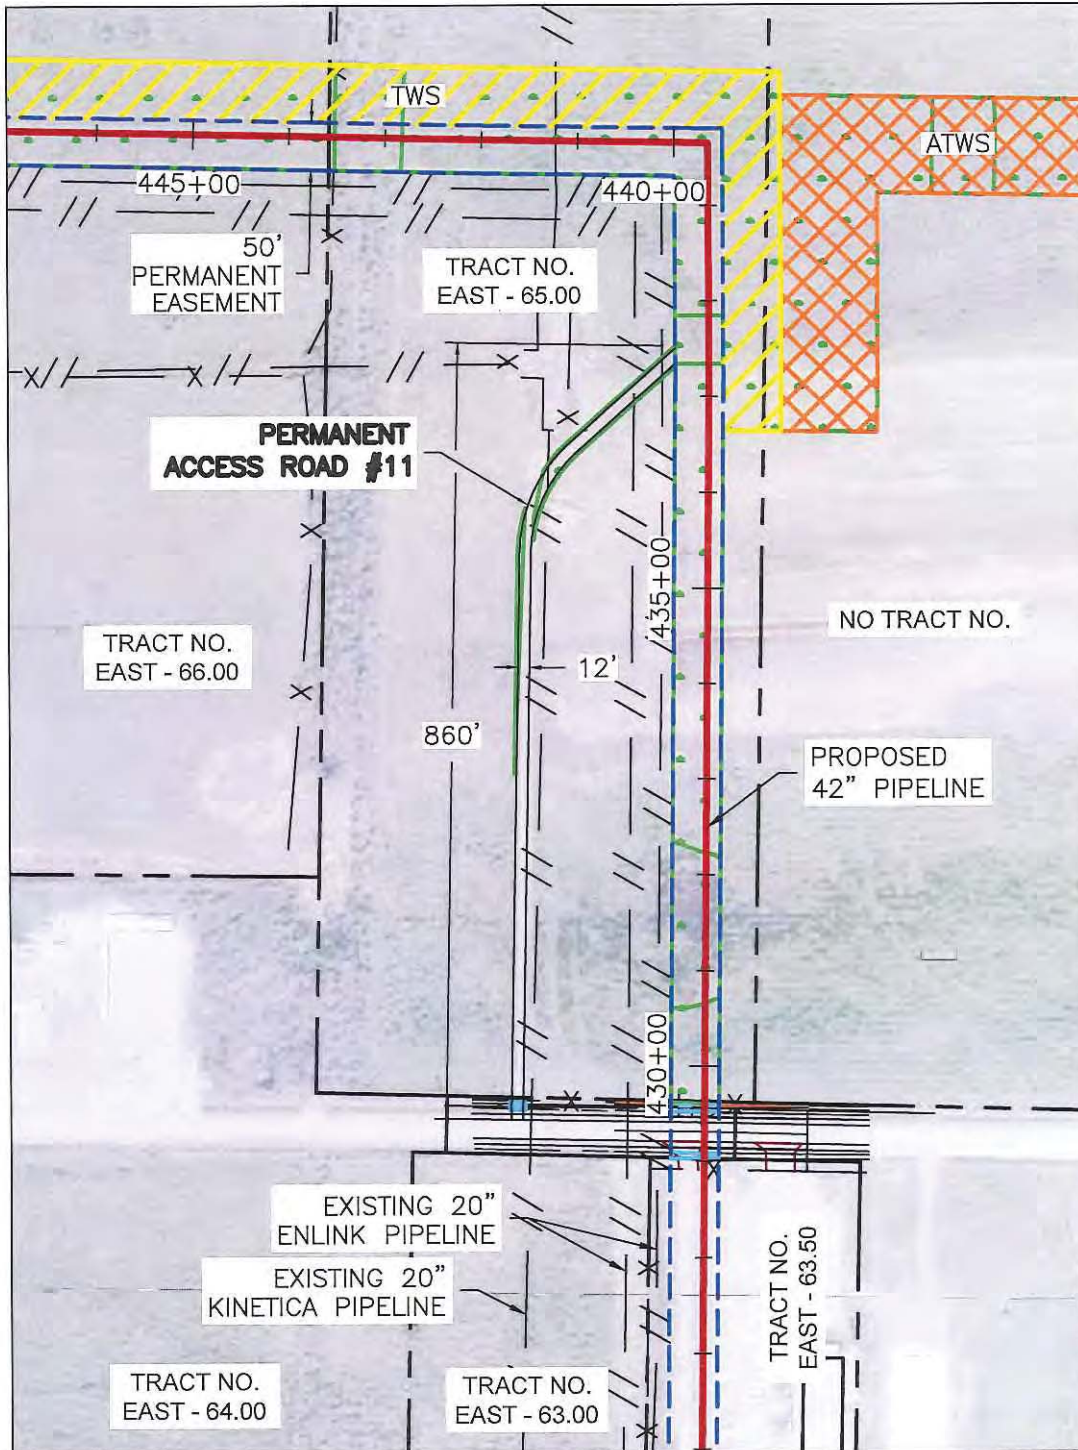 TWS
ATWS
445+00
440+00
50'
PERMANENT
EASEMENT
TRACT NO.
EAST - 65.00
PERMANENT
ACCESS ROAD #11
435+00
NO TRACT NO.
TRACT NO.
EAST - 66.00
12'
860'
PROPOSED
42" PIPELINE
430+00
EXISTING 20"
ENLINK PIPELINE
EXISTING 20"
KINETICA PIPELINE
TRACT NO.
EAST - 63.50
TRACT NO.
EAST - 64.00
TRACT NO.
EAST - 63.00